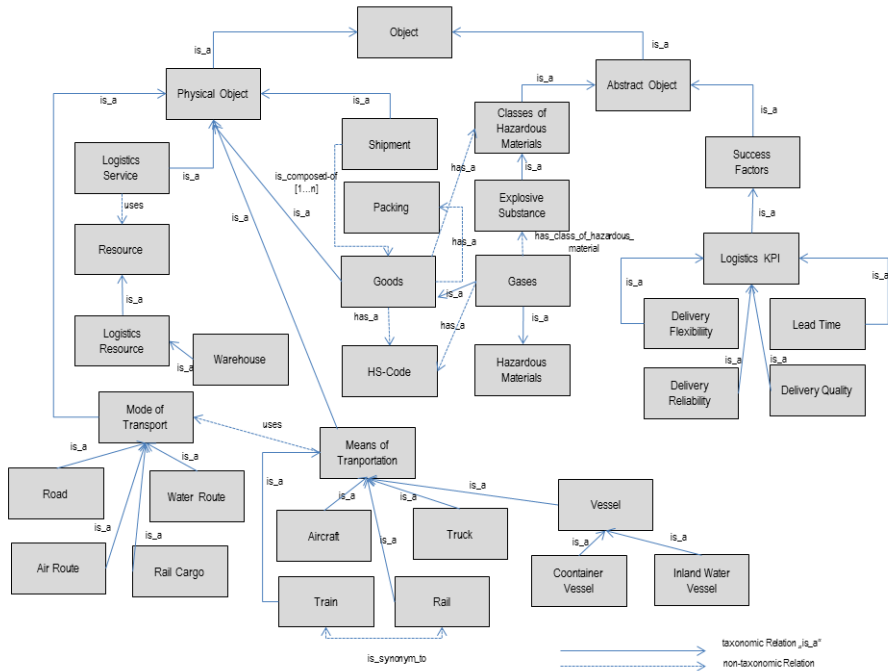 Object
is_a
is_a
Physical Object
Abstract Object
is_a
is_a
is_a
is_a
Classes of
Hazardous
Materials
Shipment
Logistics
Service
is_a
is_composed-of
[1...n]
has_a
is_a
Success
Factors
uses
is_a
Packing
Explosive
Substance
is_a
is_a
has_a
has_class_of_hazardous_
material
Resource
Goods
is_a
Gases
Logistics KPI
is_a
is_a
is_a
has_a
has_a
is_a
Logistics
Resource
Delivery
Flexibility
Lead Time
is_a
Warehouse
HS-Code
Hazardous
Materials
is_a
is_a
Delivery
Reliability
Delivery Quality
Mode of
Transport
uses
Means of
Tranportation
is_a
is_a
is_a
is_a
Road
Water Route
Vessel
is_a
is_a
is_a
Aircraft
Truck
is_a
is_a
is_a
is_a
Air Route
Rail Cargo
Coontainer
Vessel
Inland Water
Vessel
Train
Rail
is_synonym_to
taxonomic Relation „is_a“
non-taxonomic Relation